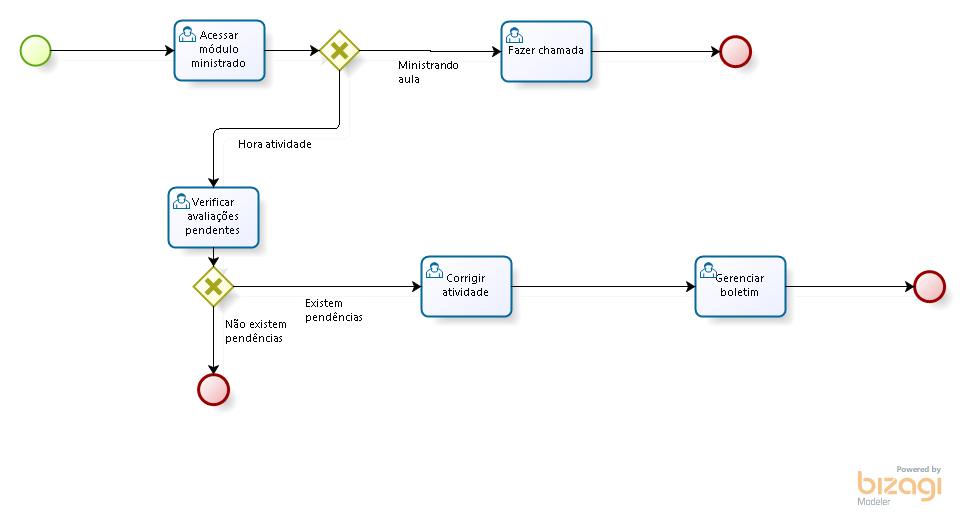 Acessar
módulo
ministrado
Fazer chamada
Ministrando
aula
Hora atividade
Verificar
avaliações
pendentes
Corrigir
atividade
Gerenciar
boletim
Existem
pendências
Não existem
pendências
Powered by
bizagi
Modeler